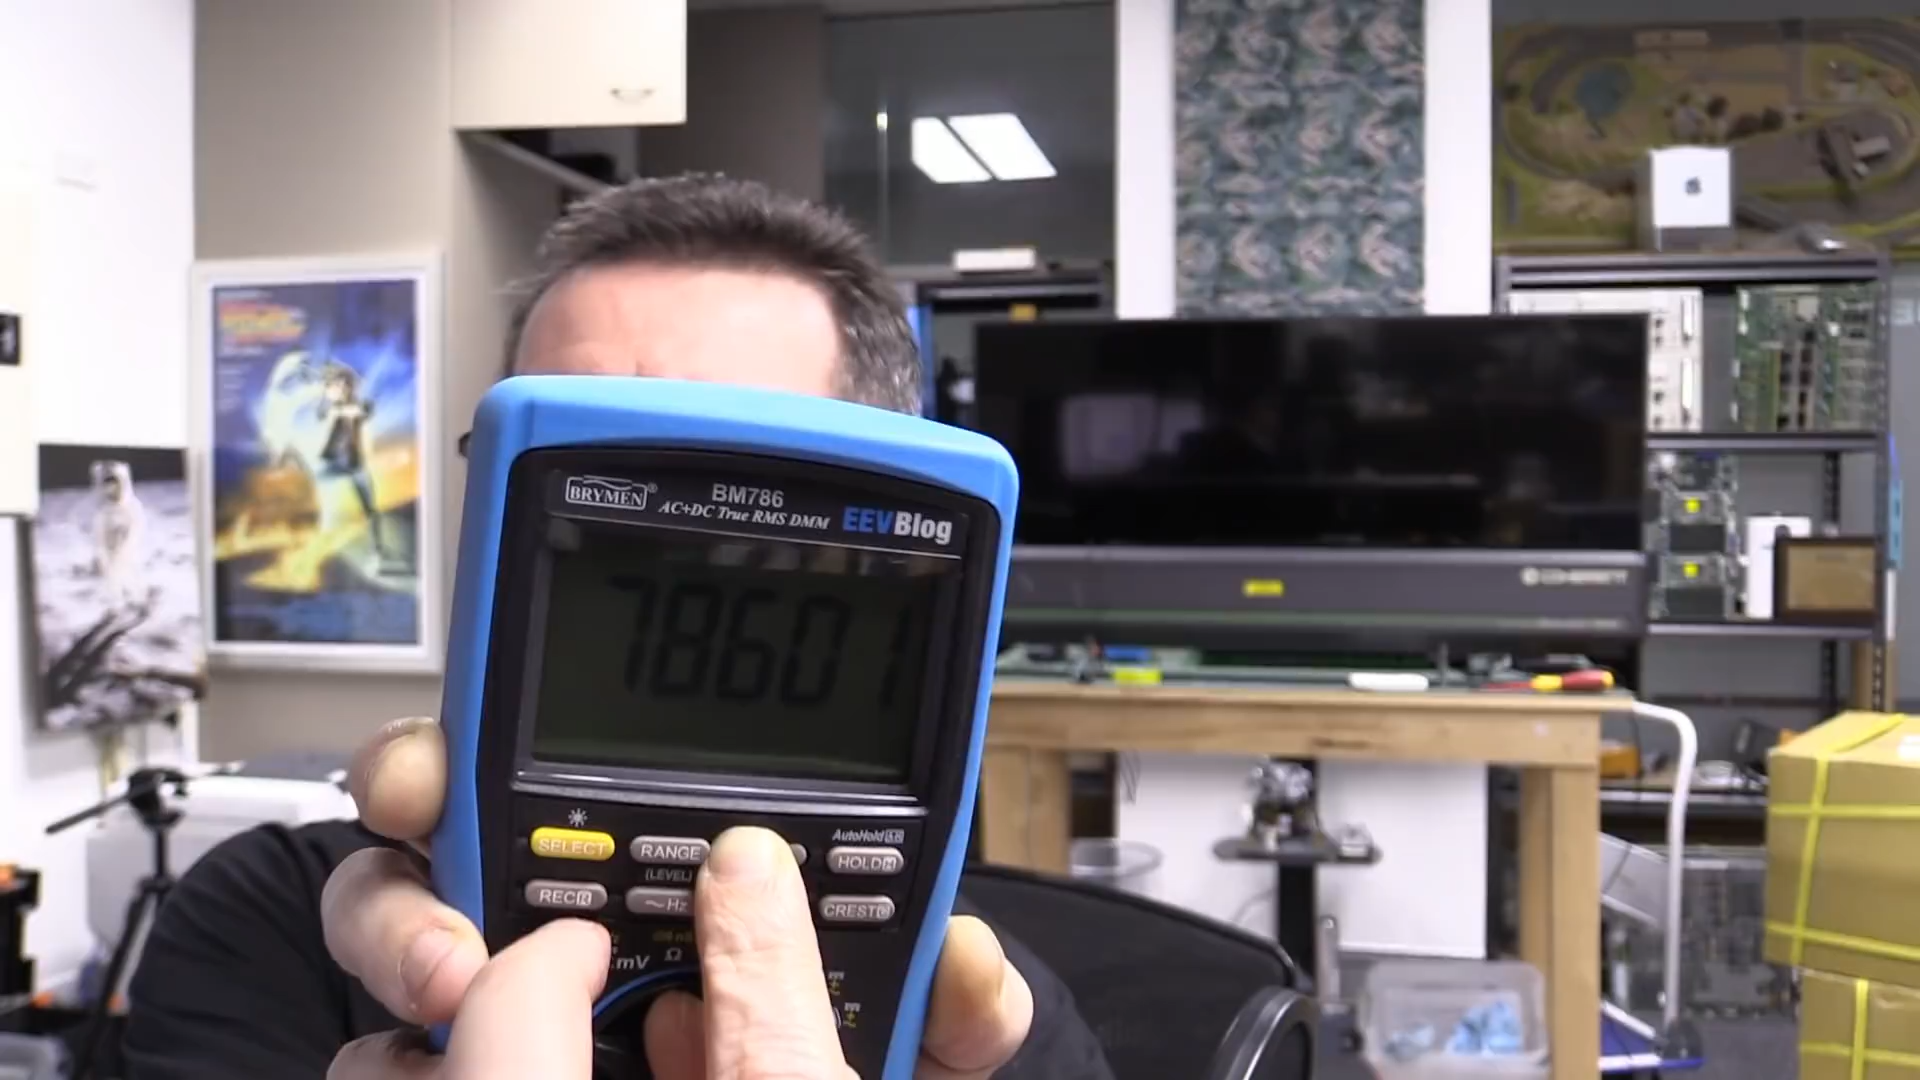 BRYMEN®
BM786
AC+DC True RMS DMM
EEVBlog
78601
SELECT
RANGE
(LEVEL)
AutoHold
HOLD
REC
~Hz
CREST
mV
Ω
COHERENT